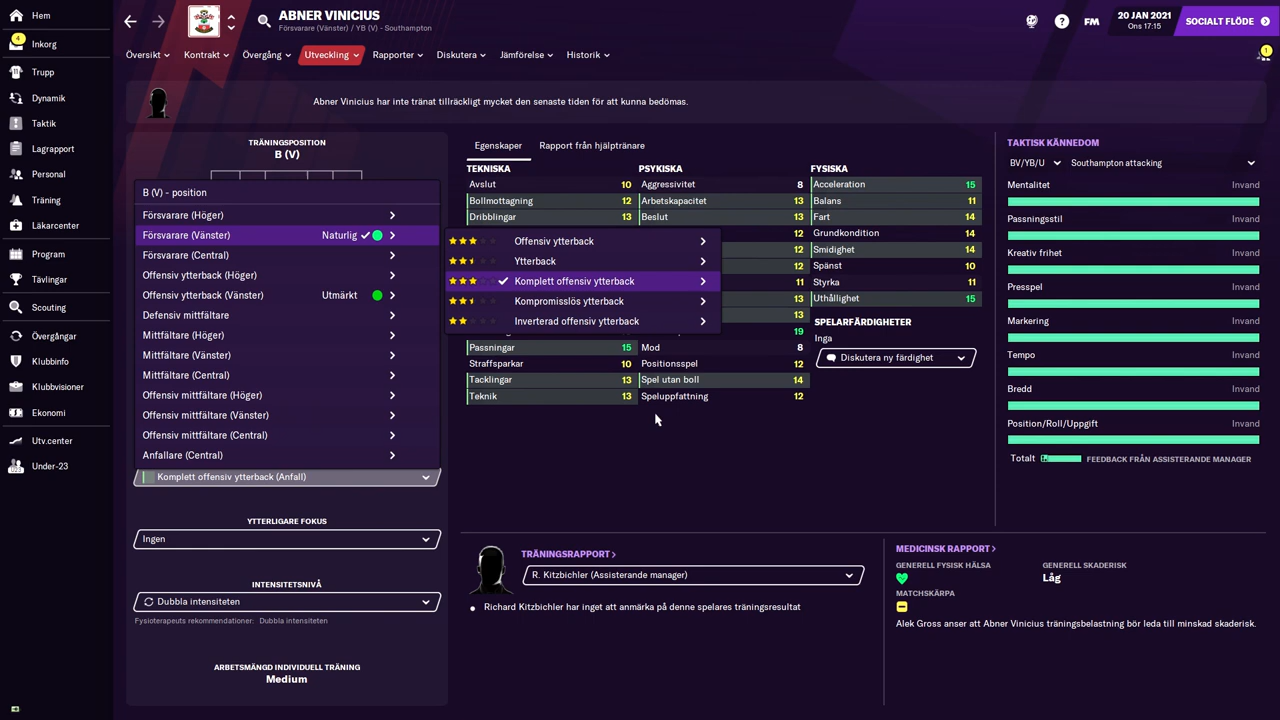 Hem
4
Inkorg
Trupp
Dynamik
Taktik
Lagrapport
Personal
Träning
Läkarcenter
Program
Tävlingar
Scouting
Övergångar
Klubbinfo
Klubbvisioner
Ekonomi
Utv.center
Under-23
ABNER VINICIUS
Försvarare (Vänster) / YB (V) - Southampton
? FM
20 JAN 2021
Ons 17:15
SOCIALT FLÖDE
Översikt Kontrakt Övergång Utveckling Rapporter Diskutera Jämförelse Historik
1
Abner Vinicius har inte tränat tillräckligt mycket den senaste tiden för att kunna bedömas.
TRÄNINGSPOSITION
B (V)
B (V) - position
Försvarare (Höger)
Försvarare (Vänster) Naturlig
Försvarare (Central)
Offensiv ytterback (Höger)
Offensiv ytterback (Vänster) Utmärkt
Defensiv mittfältare
Mittfältare (Höger)
Mittfältare (Vänster)
Mittfältare (Central)
Offensiv mittfältare (Höger)
Offensiv mittfältare (Vänster)
Offensiv mittfältare (Central)
Anfallare (Central)
Komplett offensiv ytterback (Anfall)
YTTERLIGARE FOKUS
Ingen
INTENSITETSNIVÅ
Dubbla intensiteten
Fysioterapeuts rekommendationer: Dubbla intensiteten
ARBETSMÄNGD INDIVIDUELL TRÄNING
Medium
Offensiv ytterback
Ytterback
Komplett offensiv ytterback
Kompromisslös ytterback
Inverterad offensiv ytterback
Egenskaper Rapport från hjälptränare
TEKNISKA
Avslut 10
Bollmottagning 12
Dribblingar 13
Passningar 15
Straffsparkar 10
Tacklingar 13
Teknik 13
PSYKISKA
Aggressivitet 8
Arbetskapacitet 13
Beslut 13
12
12
12
11
13
13
19
Mod 8
Positionsspel 12
Spel utan boll 14
Speluppfattning 12
FYSISKA
Acceleration 15
Balans 11
Fart 14
Grundkondition 14
Smidighet 14
Spänst 10
Styrka 11
Uthållighet 15
SPELARFÄRDIGHETER
Inga
Diskutera ny färdighet
TAKTISK KÄNNEDOM
BV/YB/U Southampton attacking
Mentalitet Invand
Passningsstil Invand
Kreativ frihet Invand
Presspel Invand
Markering Invand
Tempo Invand
Bredd Invand
Position/Roll/Uppgift Invand
Totalt FEEDBACK FRÅN ASSISTERANDE MANAGER
TRÄNINGSRAPPORT
R. Kitzbichler (Assisterande manager)
Richard Kitzbichler har inget att anmärka på denne spelares träningsresultat
MEDICINSK RAPPORT
GENERELL FYSISK HÄLSA
GENERELL SKADERISK
Låg
MATCHSKÄRPA
Alek Gross anser att Abner Vinicius träningsbelastning bör leda till minskad skaderisk.